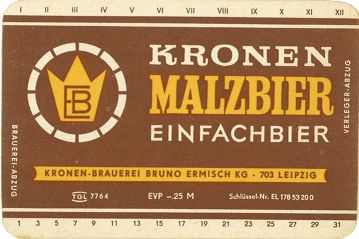 I II III IV V VI VII VIII IX X XI XII
KRONEN
MALZBIER
EINFACHBIER
EB
BRAUEREI-ABZUG
VERLEGER-ABZUG
KRONEN-BRAUEREI BRUNO ERMISCH KG · 703 LEIPZIG
TGL 7764 EVP -.25 M Schlüssel-Nr. EL 178 53 20 0
1 3 5 7 9 11 13 15 17 19 21 23 25 27 29 31